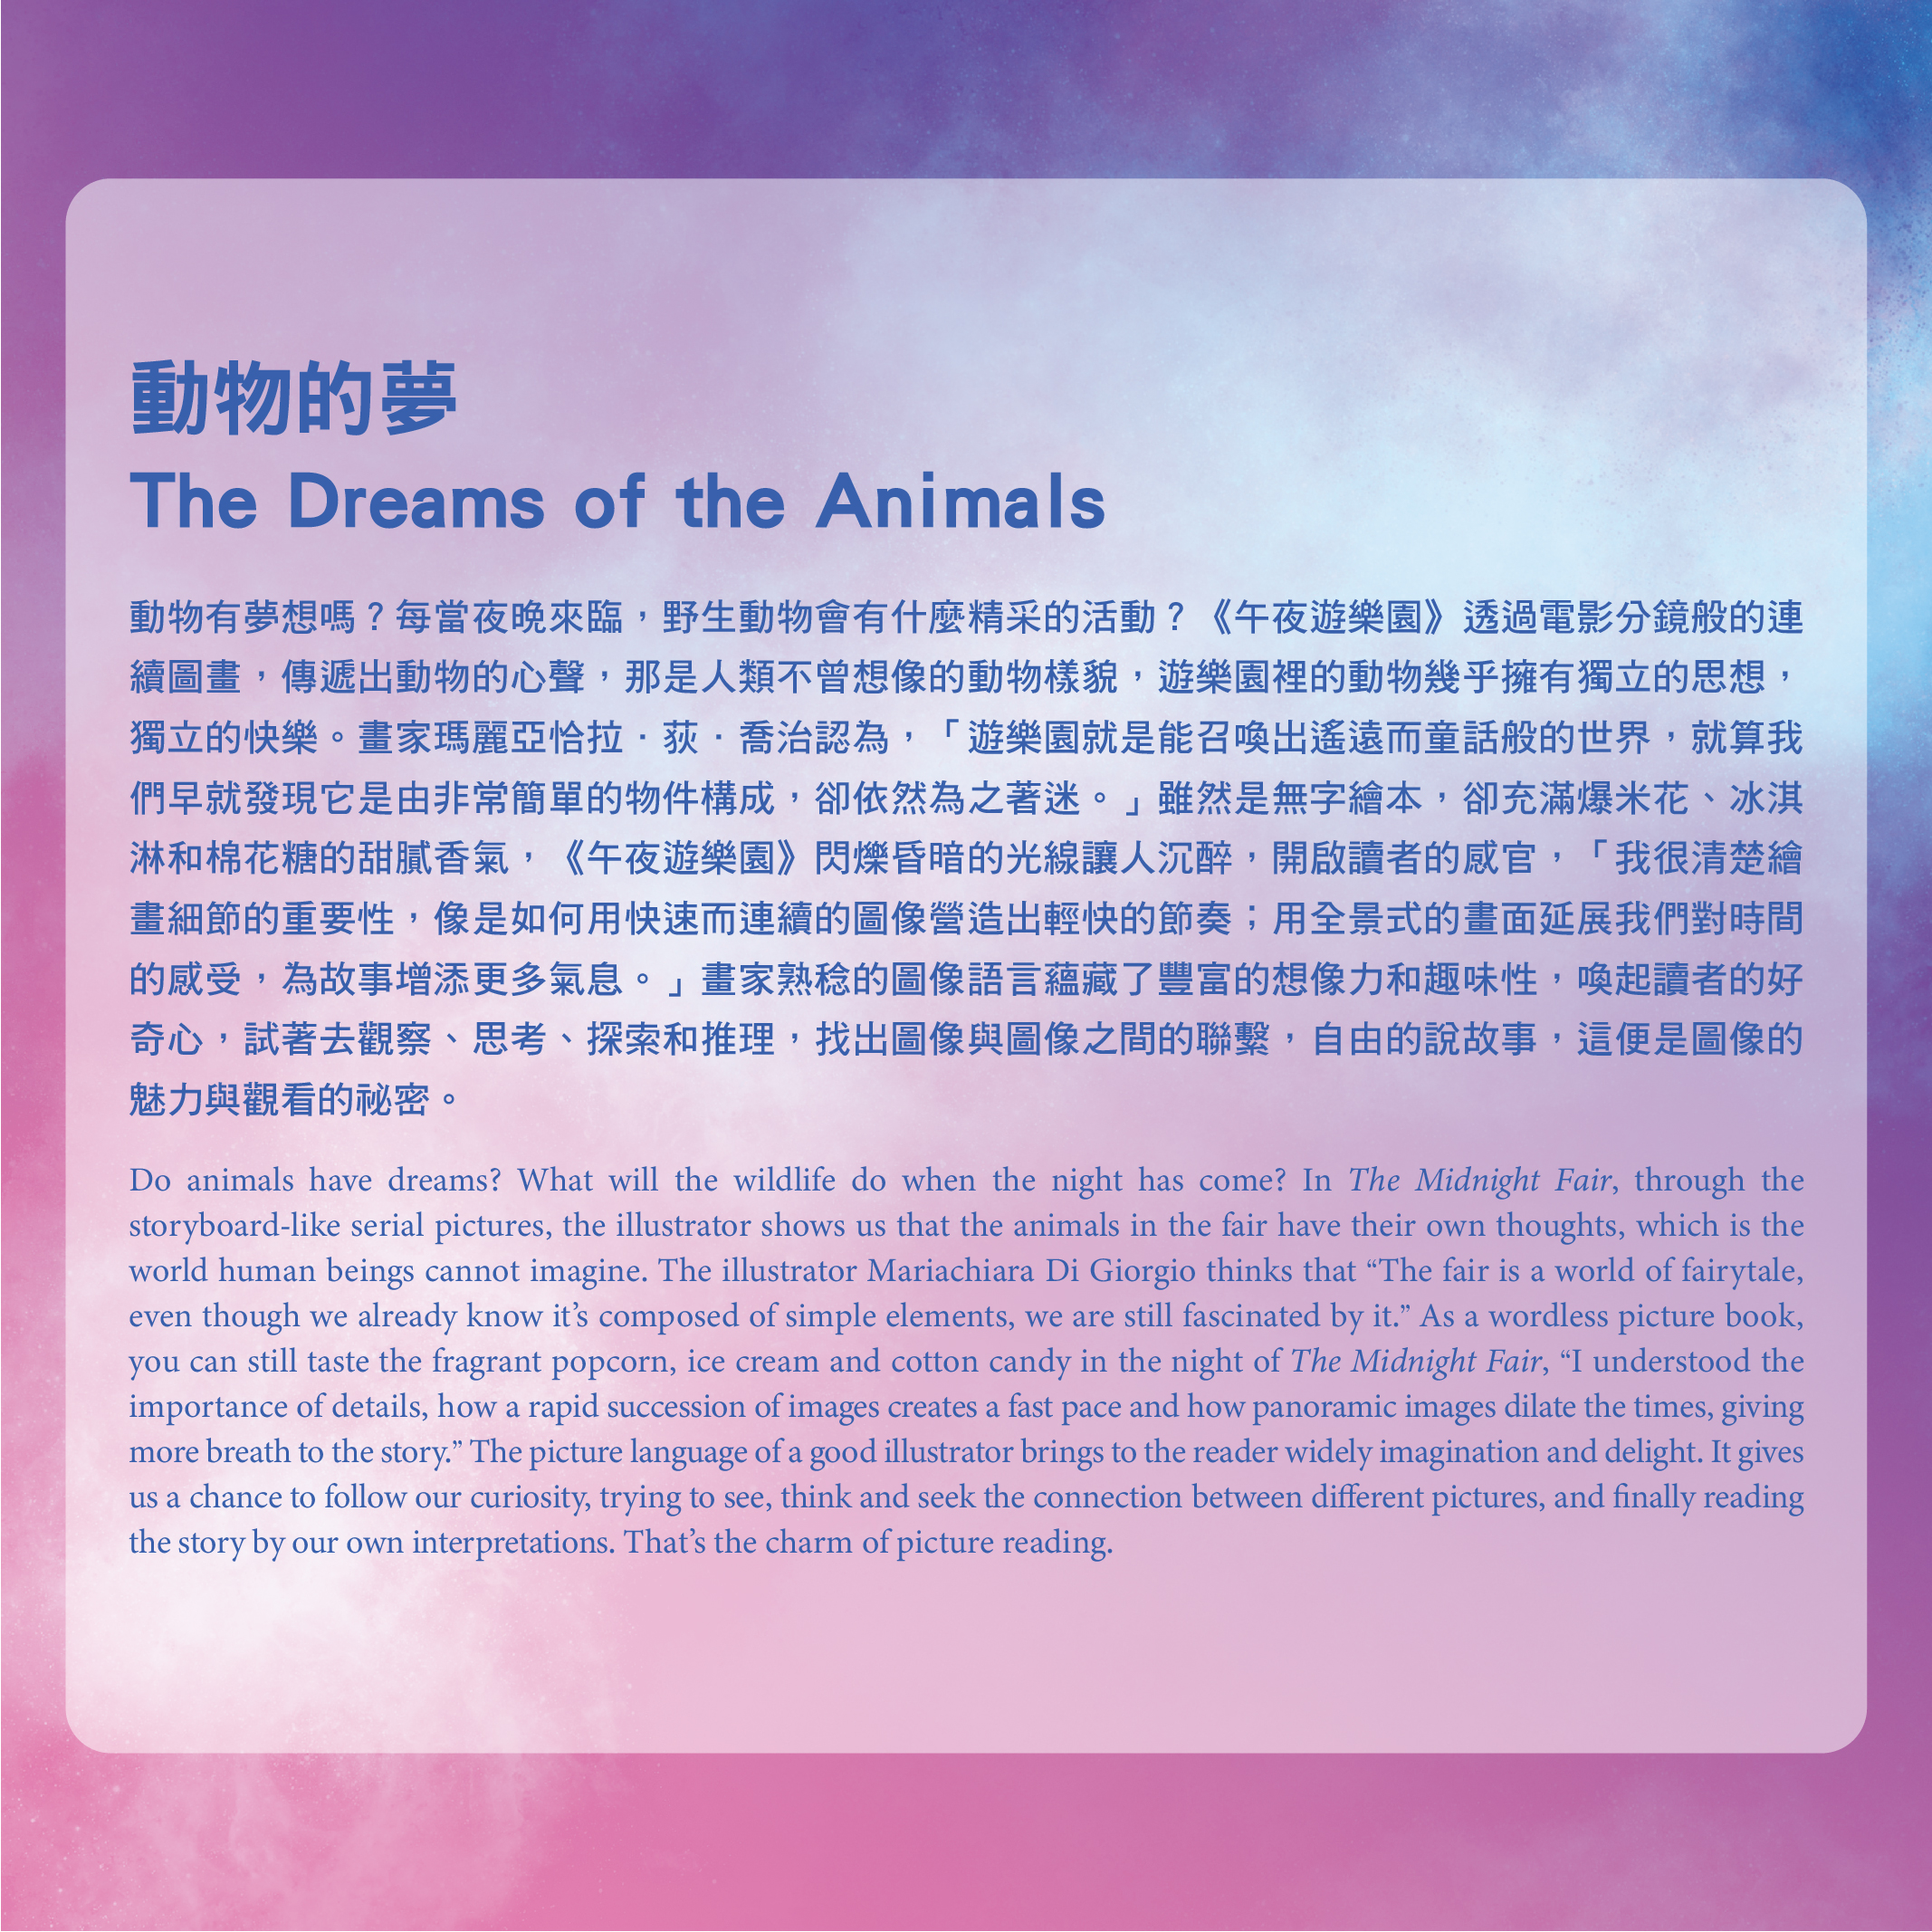 動物的夢
The Dreams of the Animals
動物有夢想嗎？每當夜晚來臨，野生動物會有什麼精采的活動？《午夜遊樂園》透過電影分鏡般的連
續圖畫，傳遞出動物的心聲，那是人類不曾想像的動物樣貌，遊樂園裡的動物幾乎擁有獨立的思想，
獨立的快樂。畫家瑪麗亞恰拉．荻．喬治認為，「遊樂園就是能召喚出遙遠而童話般的世界，就算我
們早就發現它是由非常簡單的物件構成，卻依然為之著迷。」雖然是無字繪本，卻充滿爆米花、冰淇
淋和棉花糖的甜膩香氣，《午夜遊樂園》閃爍昏暗的光線讓人沉醉，開啟讀者的感官，「我很清楚繪
畫細節的重要性，像是如何用快速而連續的圖像營造出輕快的節奏；用全景式的畫面延展我們對時間
的感受，為故事增添更多氣息。」畫家熟稔的圖像語言蘊藏了豐富的想像力和趣味性，喚起讀者的好
奇心，試著去觀察、思考、探索和推理，找出圖像與圖像之間的聯繫，自由的說故事，這便是圖像的
魅力與觀看的祕密。
Do animals have dreams? What will the wildlife do when the night has come? In The Midnight Fair, through the
storyboard-like serial pictures, the illustrator shows us that the animals in the fair have their own thoughts, which is the
world human beings cannot imagine. The illustrator Mariachiara Di Giorgio thinks that “The fair is a world of fairytale,
even though we already know it’s composed of simple elements, we are still fascinated by it.” As a wordless picture book,
you can still taste the fragrant popcorn, ice cream and cotton candy in the night of The Midnight Fair, “I understood the
importance of details, how a rapid succession of images creates a fast pace and how panoramic images dilate the times, giving
more breath to the story.” The picture language of a good illustrator brings to the reader widely imagination and delight. It gives
us a chance to follow our curiosity, trying to see, think and seek the connection between different pictures, and finally reading
the story by our own interpretations. That’s the charm of picture reading.